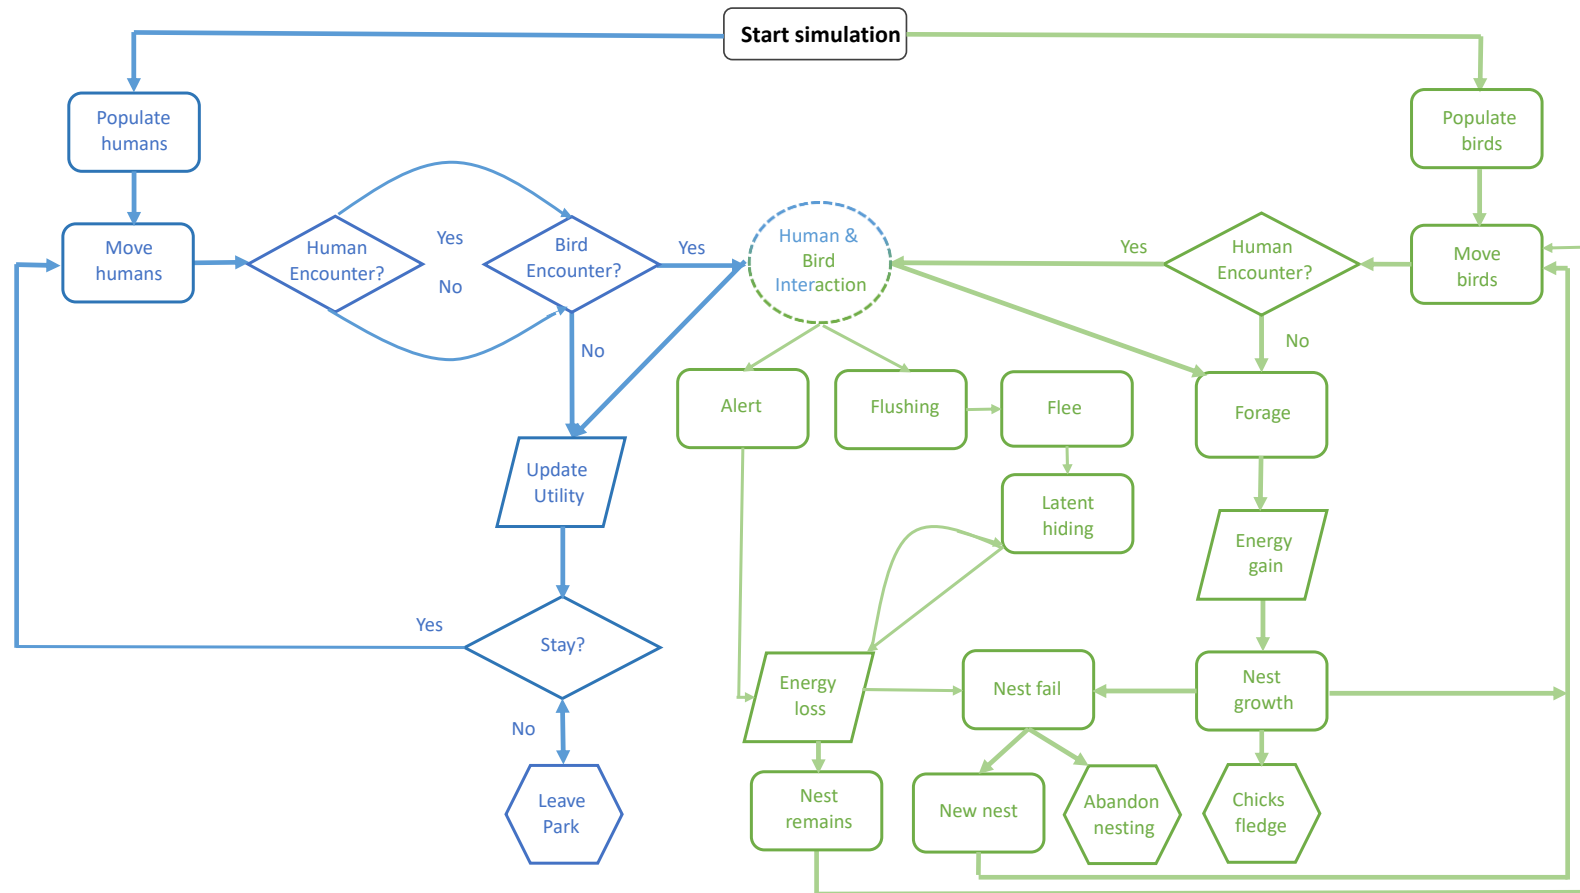 Start simulation
Populate
humans
Populate
birds
Move
humans
Human
Encounter?
Yes
No
Bird
Encounter?
Yes
No
Human &
Bird
Interaction
Yes
Human
Encounter?
No
Move
birds
Alert
Flushing
Flee
Forage
Update
Utility
Latent
hiding
Energy
gain
Yes
Stay?
No
Energy
loss
Nest fail
Nest
growth
Leave
Park
Nest
remains
New nest
Abandon
nesting
Chicks
fledge